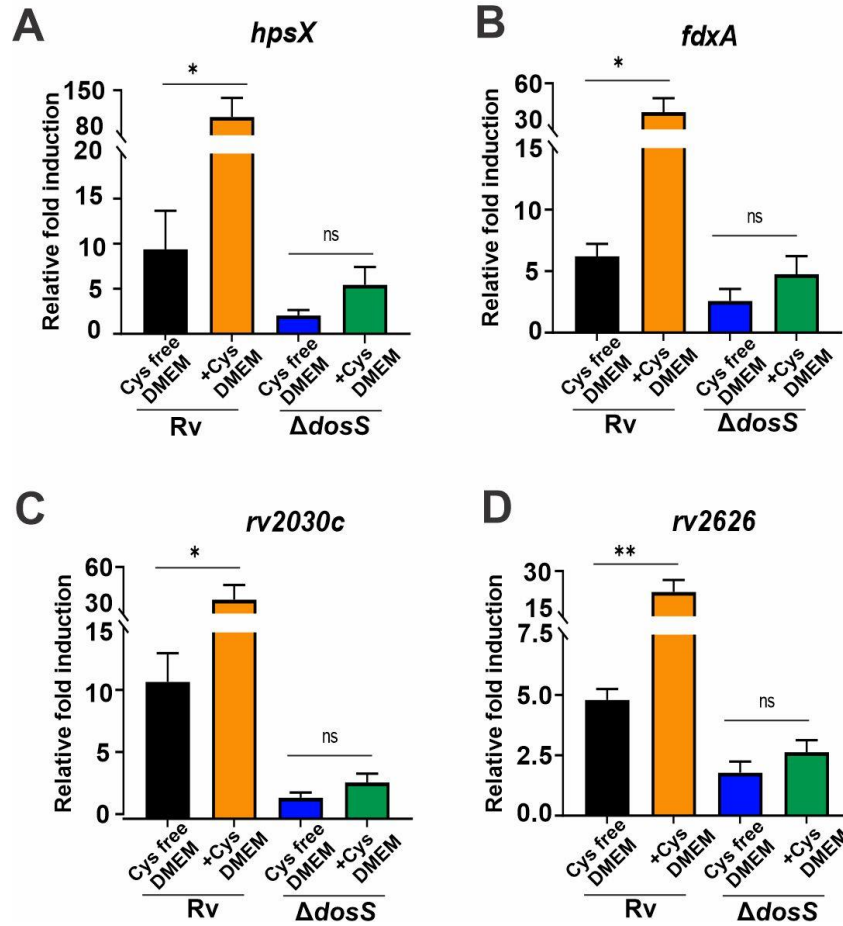 A
hpsX
Relative fold induction
150
80
20
15
10
5
0
*
ns
Cys free DMEM
+Cys DMEM
Cys free DMEM
+Cys DMEM
Rv
ΔdosS
B
fdxA
Relative fold induction
60
30
15
10
5
0
*
ns
Cys free DMEM
+Cys DMEM
Cys free DMEM
+Cys DMEM
Rv
ΔdosS
C
rv2030c
Relative fold induction
60
30
15
10
5
0
*
ns
Cys free DMEM
+Cys DMEM
Cys free DMEM
+Cys DMEM
Rv
ΔdosS
D
rv2626
Relative fold induction
30
15
7.5
5.0
2.5
0.0
**
ns
Cys free DMEM
+Cys DMEM
Cys free DMEM
+Cys DMEM
Rv
ΔdosS